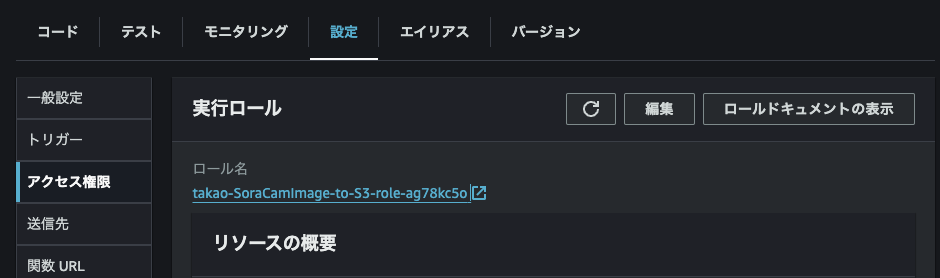 コード テスト モニタリング 設定 エイリアス バージョン
一般設定
トリガー
アクセス権限
送信先
関数 URL
実行ロール
編集 ロールドキュメントの表示
ロール名
takao-SoraCamImage-to-S3-role-ag78kc5o
リソースの概要